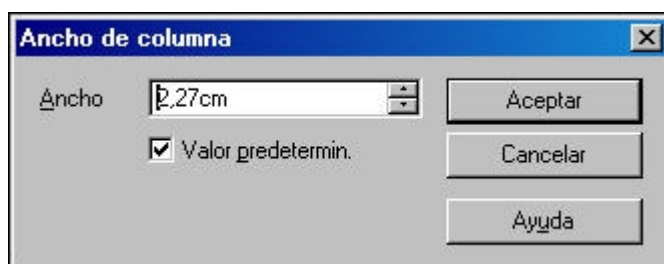 Ancho de columna
Ancho 2,27cm Aceptar
Valor predetermin. Cancelar
Ayuda